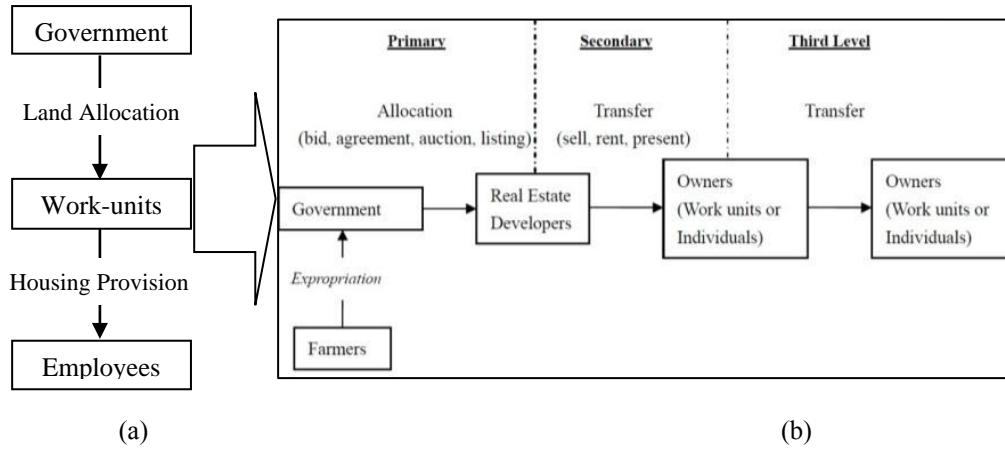 Government
Land Allocation
Work-units
Housing Provision
Employees
(a)
Primary
Secondary
Third Level
Allocation
(bid, agreement, auction, listing)
Transfer
(sell, rent, present)
Transfer
Government
Real Estate
Developers
Owners
(Work units or
Individuals)
Owners
(Work units or
Individuals)
Expropriation
Farmers
(b)